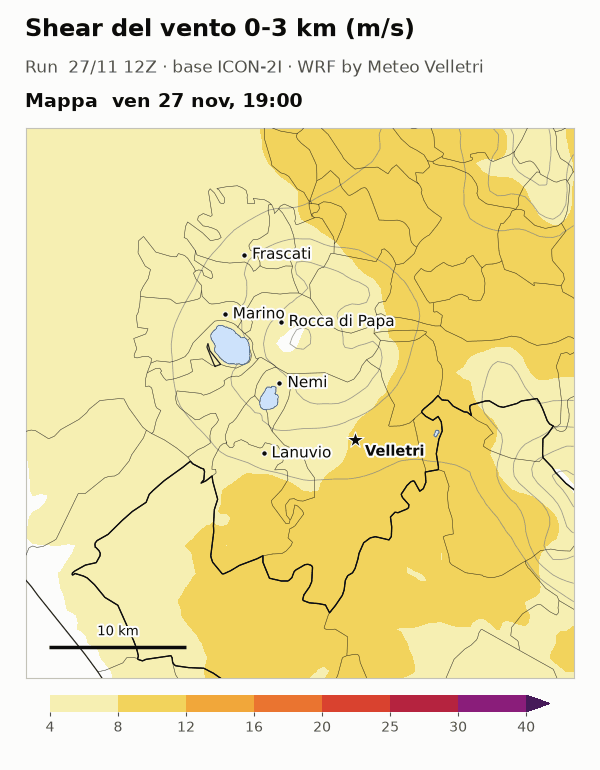 Shear del vento 0-3 km (m/s)
Run  27/11 12Z · base ICON-2I · WRF by Meteo Velletri
Mappa  ven 27 nov, 19:00
Frascati
Marino
Rocca di Papa
Nemi
Velletri
Lanuvio
10 km
4 8 12 16 20 25 30 40